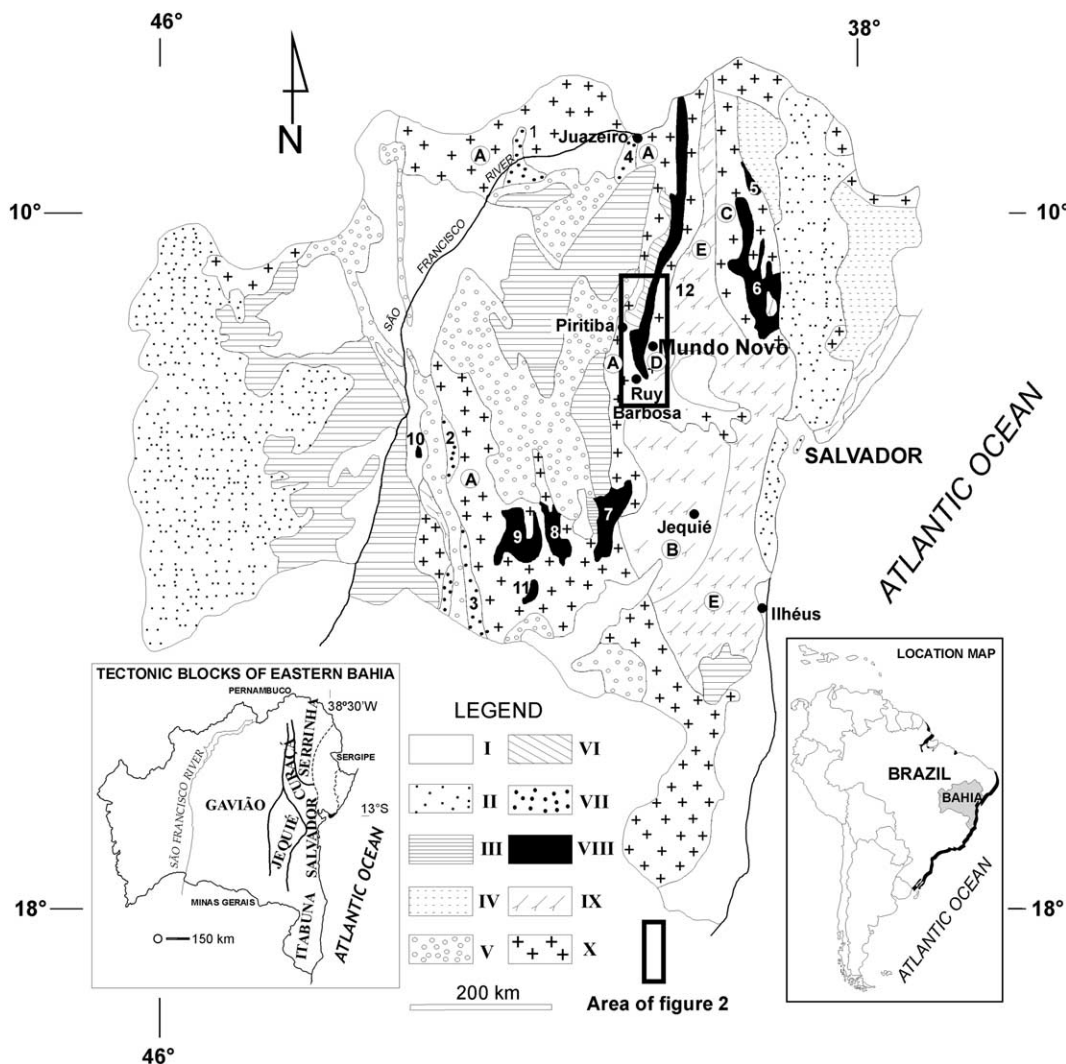 46°
38°
N
1
Juazeiro
A
4
A
RIVER
5
10°
10°
FRANCISCO
C
E
SÃO
12
6
Piritiba
Mundo Novo
A
D
Ruy
Barbosa
10
2
SALVADOR
A
ATLANTIC OCEAN
7
Jequié
9
8
B
11
3
E
Ilhéus
TECTONIC BLOCKS OF EASTERN BAHIA
PERNAMBUCO
38º30'W
SERGIPE
SÃO FRANCISCO RIVER
GAVIÃO
CURAÇÁ
SERRINHA
13°S
JEQUIÉ
SALVADOR
ITABUNA
MINAS GERAIS
ATLANTIC OCEAN
150 km
LEGEND
I
VI
II
VII
III
VIII
IV
IX
V
X
200 km
Area of figure 2
LOCATION MAP
BRAZIL
BAHIA
ATLANTIC OCEAN
18°
18°
46°